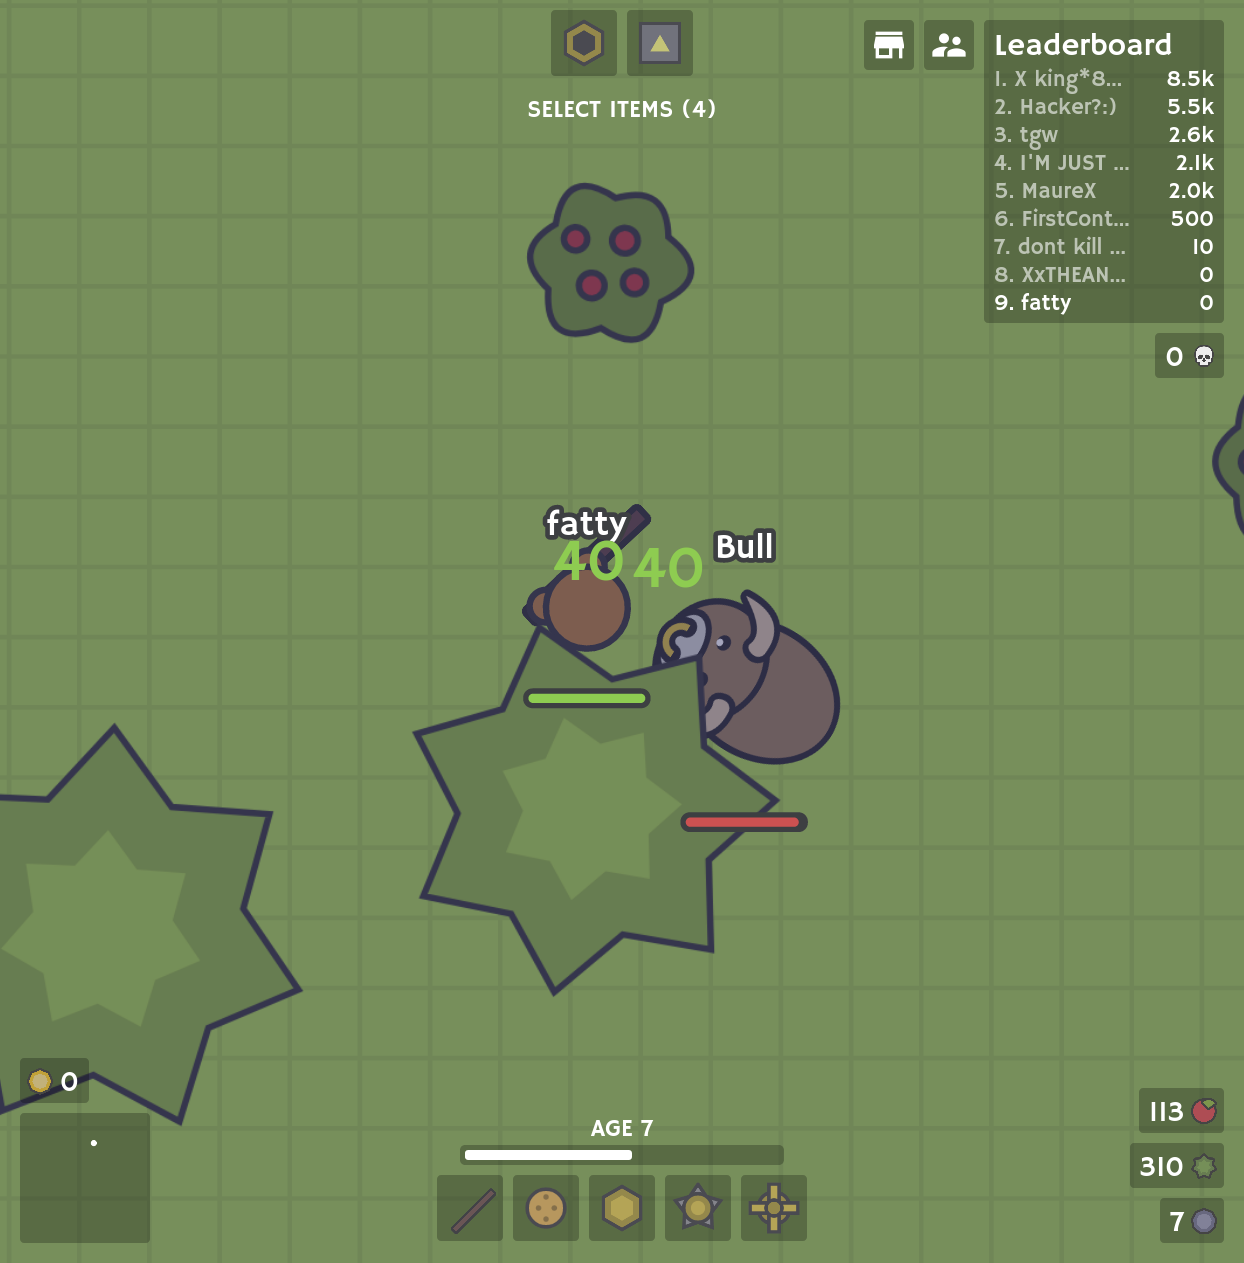 SELECT ITEMS (4)
Leaderboard
1. X king*8... 8.5k
2. Hacker?:) 5.5k
3. tgw 2.6k
4. I'M JUST ... 2.1k
5. MaureX 2.0k
6. FirstCont... 500
7. dont kill ... 10
8. XxTHEAN... 0
9. fatty 0
0
fatty
40 40
Bull
0
AGE 7
113
310
7